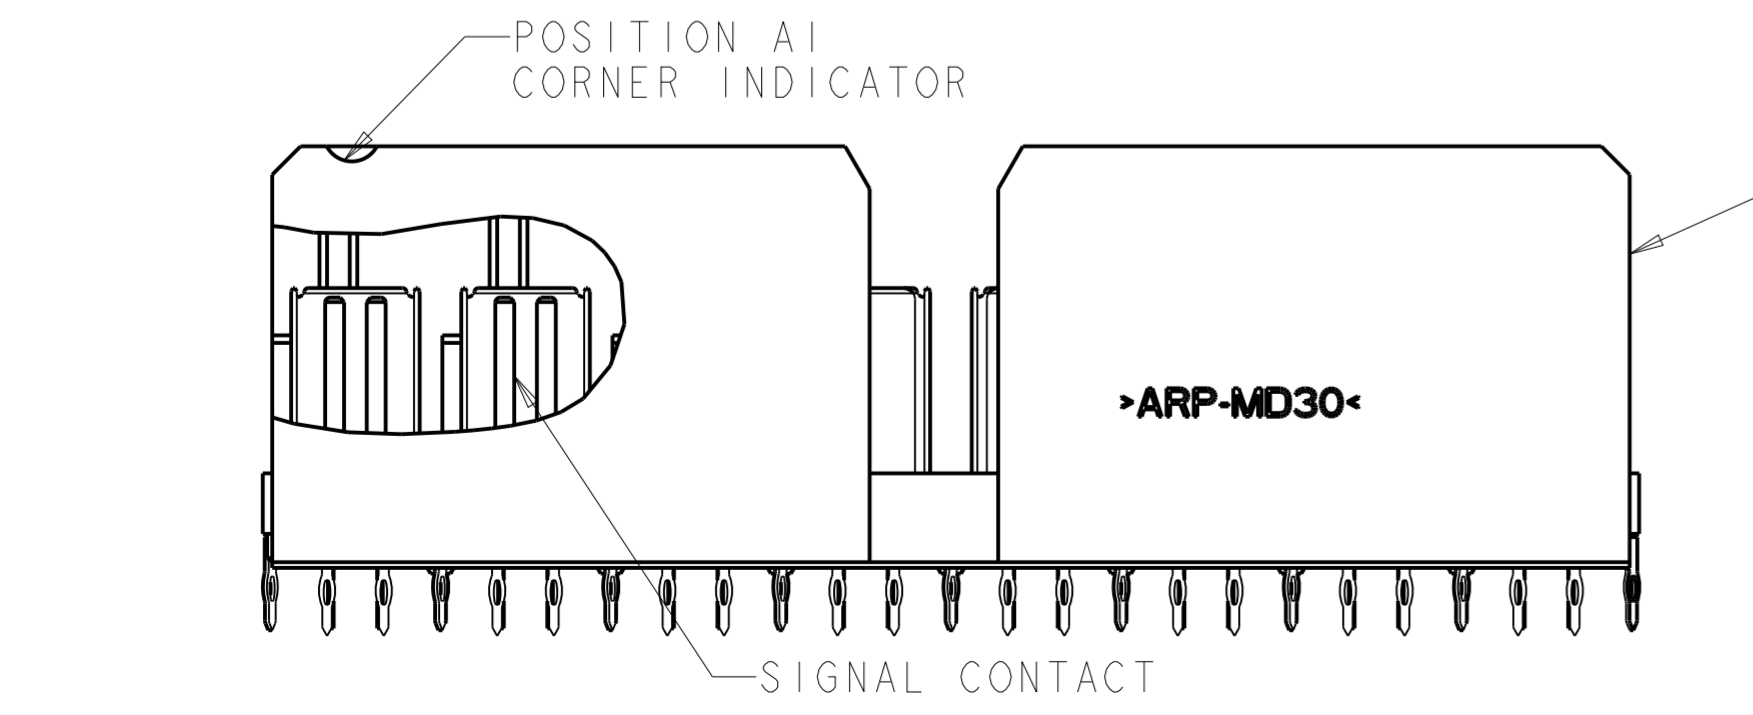 POSITION A1
CORNER INDICATOR
>ARP-MD30<
SIGNAL CONTACT